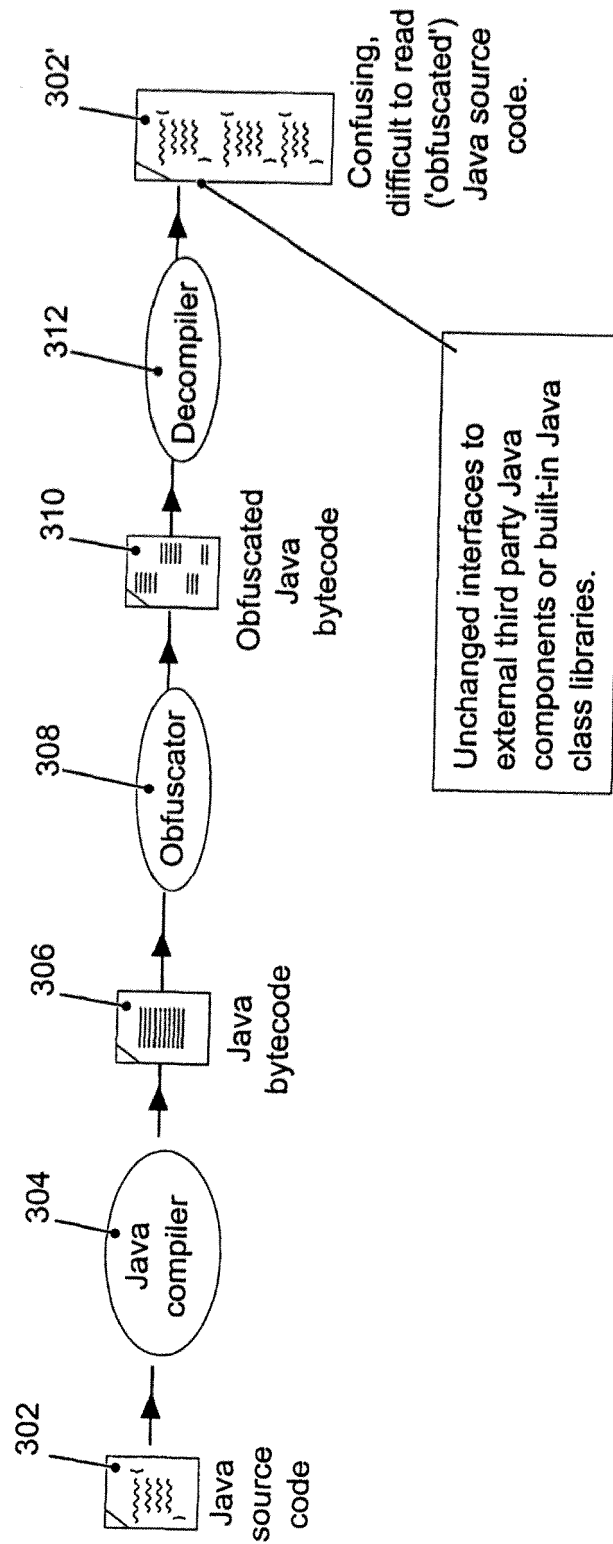 302
Java
source
code
304
Java
compiler
306
Java
bytecode
308
Obfuscator
310
Obfuscated
Java
bytecode
312
Decompiler
302'
Confusing,
difficult to read
('obfuscated')
Java source
code.
Unchanged interfaces to
external third party Java
components or built-in Java
class libraries.